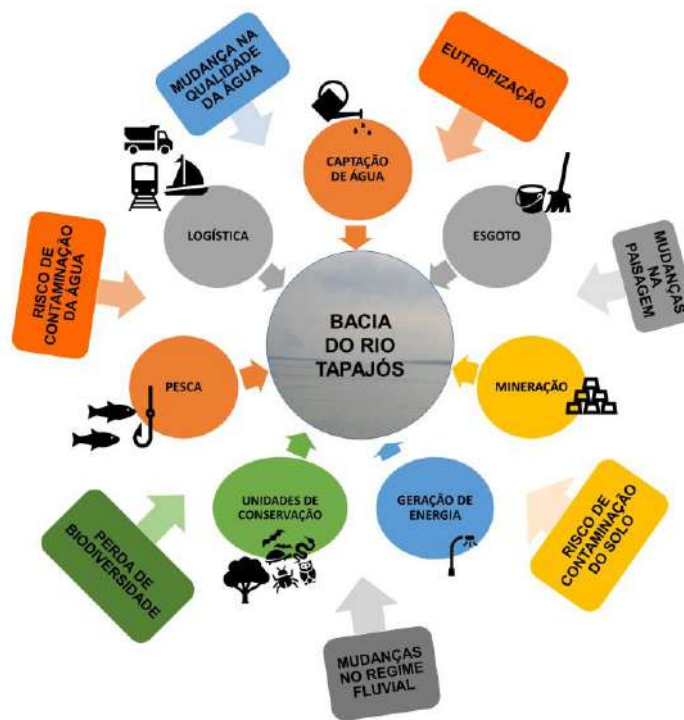 MUDANÇA NA
QUALIDADE
DA ÁGUA
EUTROFIZAÇÃO
CAPTAÇÃO
DE ÁGUA
LOGÍSTICA
ESGOTO
RISCO DE
CONTAMINAÇÃO
DA ÁGUA
MUDANÇAS
NA
PAISAGEM
BACIA
DO RIO
TAPAJÓS
PESCA
MINERAÇÃO
UNIDADES DE
CONSERVAÇÃO
GERAÇÃO DE
ENERGIA
PERDA DE
BIODIVERSIDADE
RISCO DE
CONTAMINAÇÃO
DO SOLO
MUDANÇAS
NO REGIME
FLUVIAL